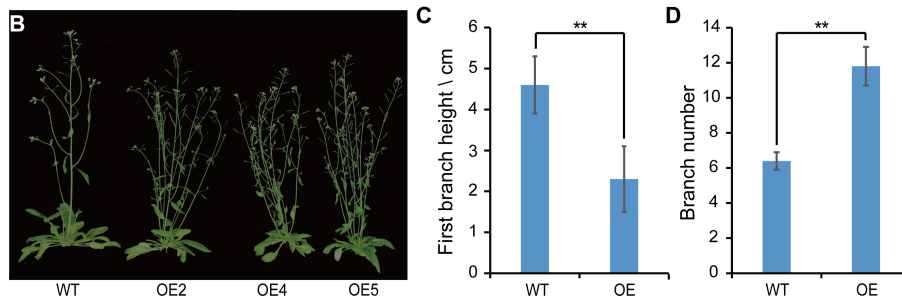 B
WT OE2 OE4 OE5
C
First branch height \ cm
6
5
4
3
2
1
0
**
WT OE
D
Branch number
14
12
10
8
6
4
2
0
**
WT OE